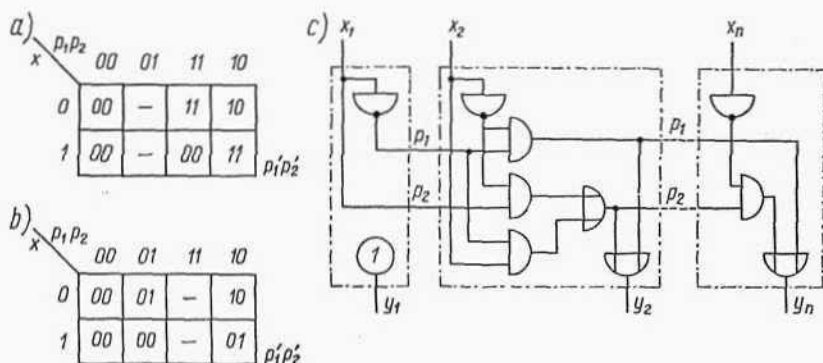 a)
p₁p₂
x
00 01 11 10
0 00 – 11 10
1 00 – 00 11
p₁'p₂'
b)
p₁p₂
x
00 01 11 10
0 00 01 – 10
1 00 00 – 01
p₁'p₂'
c)
x₁ x₂ xₙ
p₁ p₁
p₂ p₂
1
y₁ y₂ yₙ